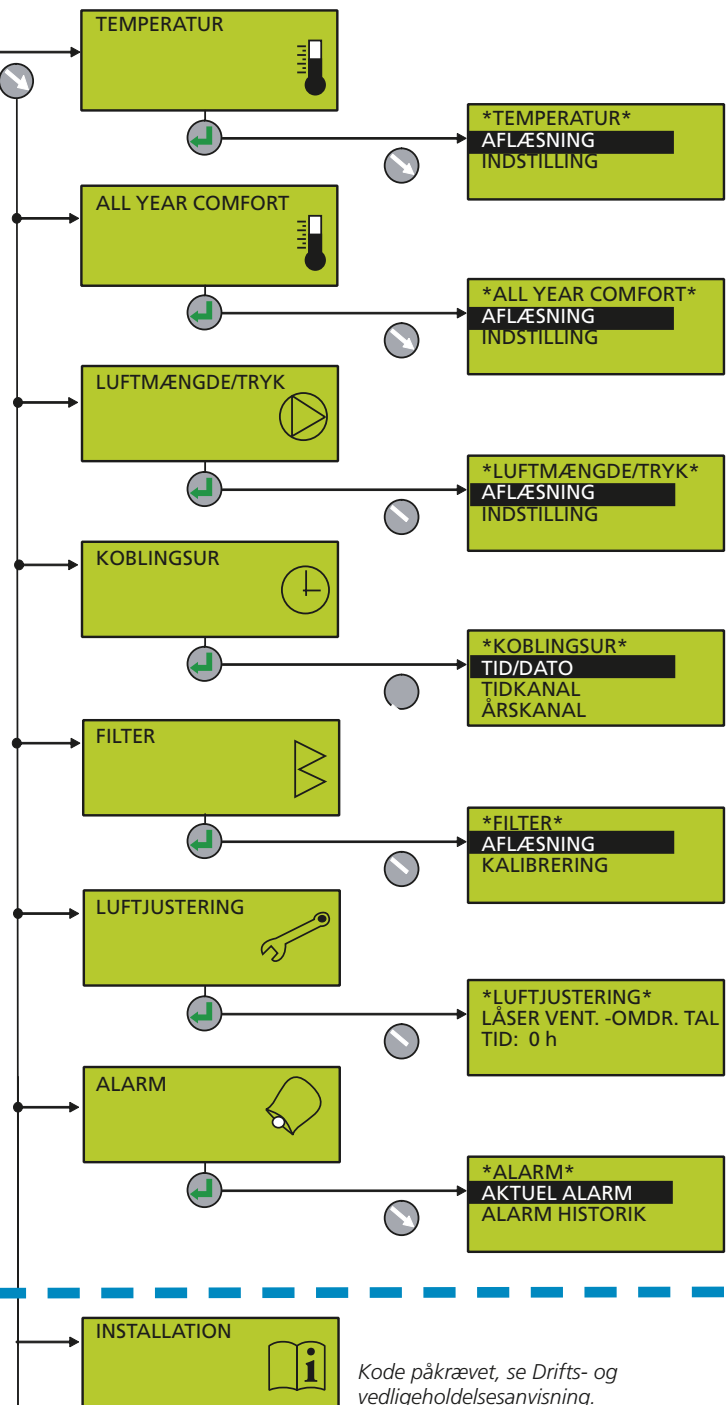 TEMPERATUR
*TEMPERATUR*
AFLÆSNING
INDSTILLING
ALL YEAR COMFORT
*ALL YEAR COMFORT*
AFLÆSNING
INDSTILLING
LUFTMÆNGDE/TRYK
*LUFTMÆNGDE/TRYK*
AFLÆSNING
INDSTILLING
KOBLINGSUR
*KOBLINGSUR*
TID/DATO
TIDKANAL
ÅRSKANAL
FILTER
*FILTER*
AFLÆSNING
KALIBRERING
LUFTJUSTERING
*LUFTJUSTERING*
LÅSER VENT. -OMDR. TAL
TID: 0 h
ALARM
*ALARM*
AKTUEL ALARM
ALARM HISTORIK
INSTALLATION
i
Kode påkrævet, se Drifts- og
vedligeholdelsesanvisning.